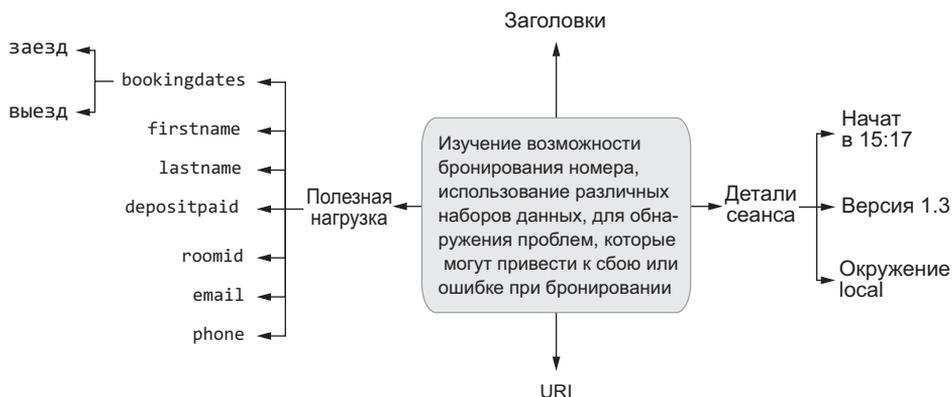 Заголовки
заезд
выезд
bookingdates
firstname
lastname
depositpaid
roomid
email
phone
Полезная
нагрузка
Изучение возможности
бронирования номера,
использование различных
наборов данных, для обна-
ружения проблем, которые
могут привести к сбою или
ошибке при бронировании
Детали
сеанса
Начат
в 15:17
Версия 1.3
Окружение
local
URI